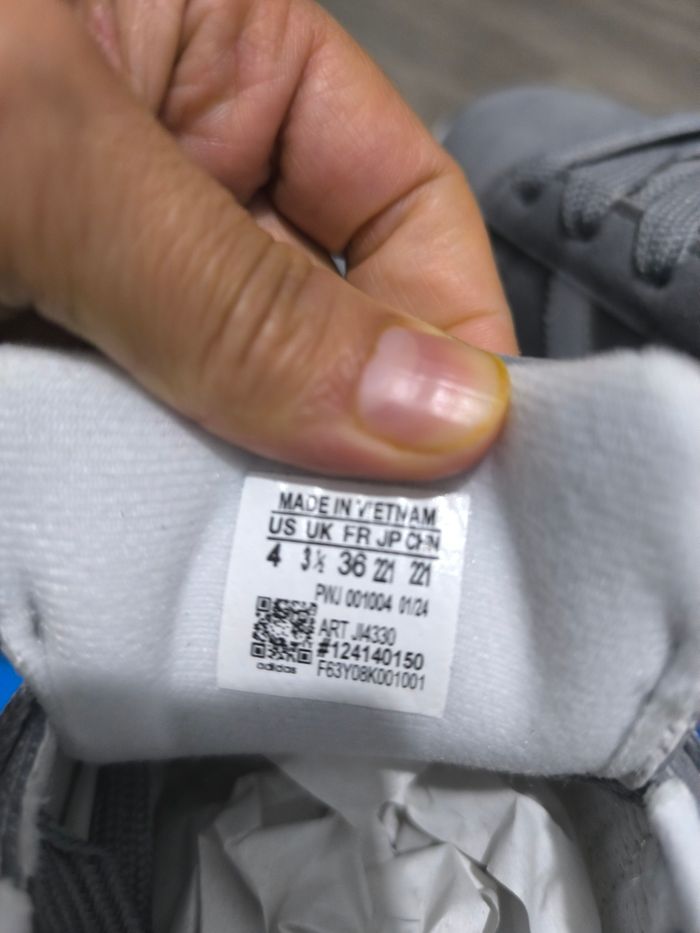 MADE IN VIETNAM
US UK FR JP CHN
4 3½ 36 221 221
PWJ 001004 01/24
ART JI4330
#124140150
adidas F63Y08K001001